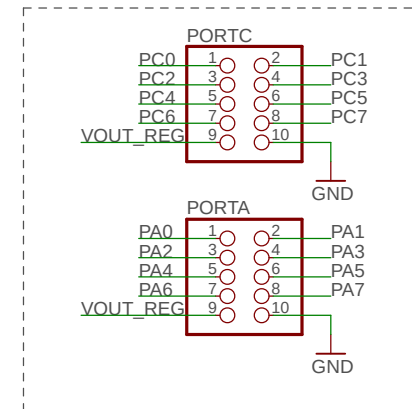 PORTC
PC0 1 2 PC1
PC2 3 4 PC3
PC4 5 6 PC5
PC6 7 8 PC7
VOUT_REG 9 10
GND
PORTA
PA0 1 2 PA1
PA2 3 4 PA3
PA4 5 6 PA5
PA6 7 8 PA7
VOUT_REG 9 10
GND